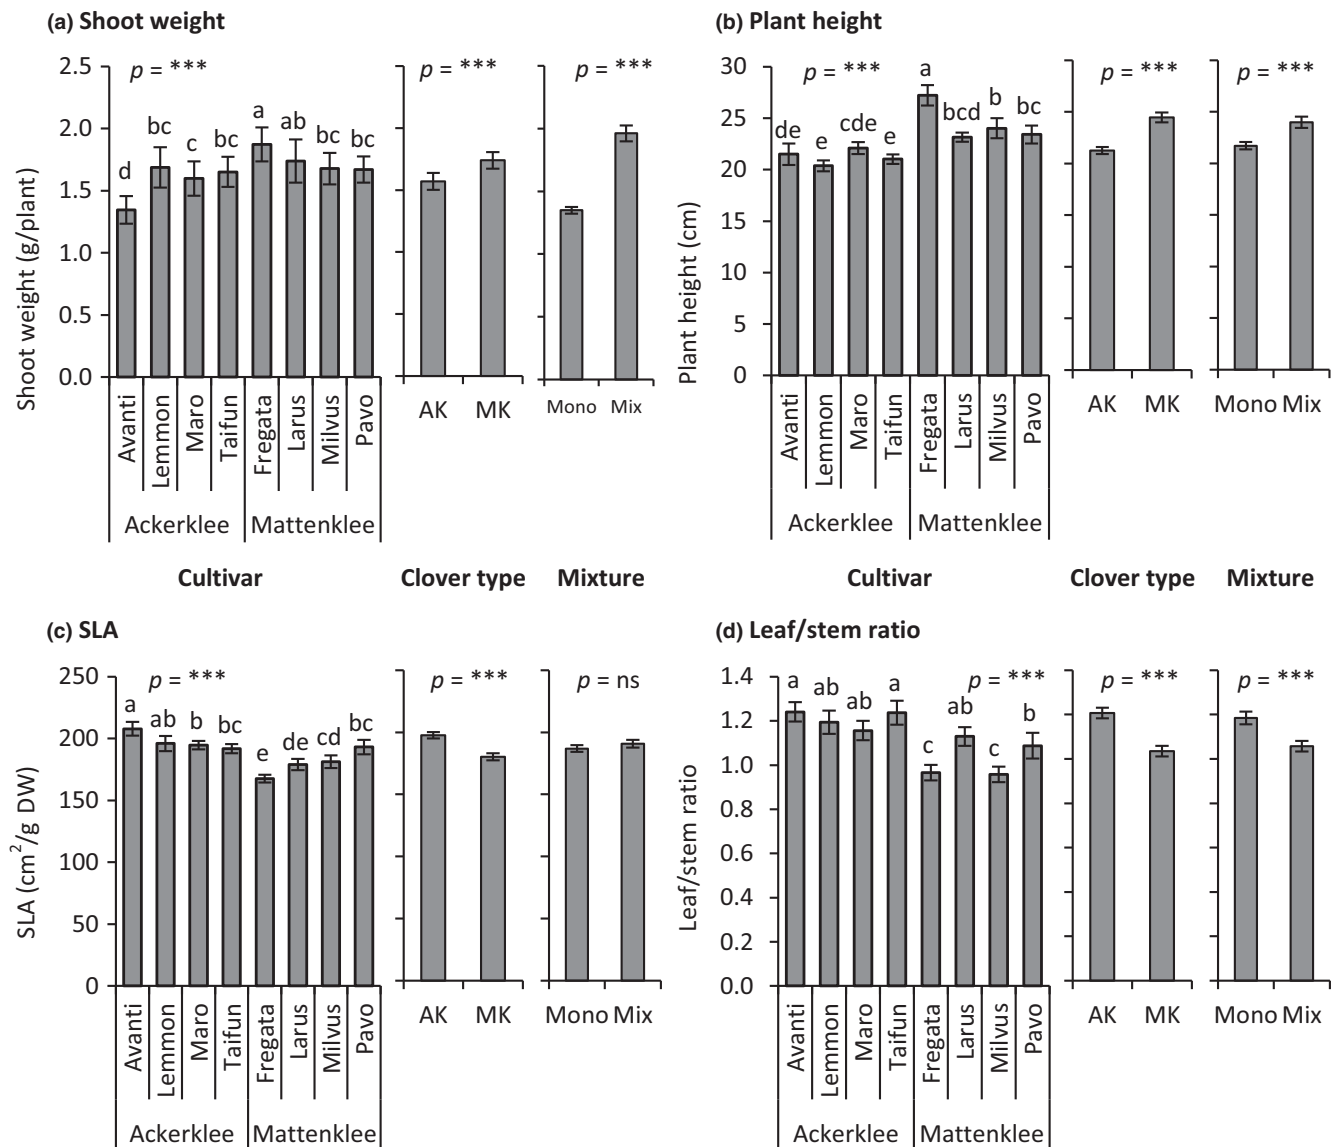 (a) Shoot weight
p = ***
p = ***
p = ***
Shoot weight (g/plant)
2.5
2.0
1.5
1.0
0.5
0.0
d
bc
c
bc
a
ab
bc
bc
Avanti
Lemmon
Maro
Taifun
Fregata
Larus
Milvus
Pavo
AK
MK
Mono
Mix
Ackerklee
Mattenklee
Cultivar
Clover type
Mixture
(b) Plant height
p = ***
p = ***
p = ***
Plant height (cm)
30
25
20
15
10
5
0
de
e
cde
e
a
bcd
b
bc
Avanti
Lemmon
Maro
Taifun
Fregata
Larus
Milvus
Pavo
AK
MK
Mono Mix
Ackerklee
Mattenklee
Cultivar
Clover type
Mixture
(c) SLA
p = ***
p = ***
p = ns
SLA (cm²/g DW)
250
200
150
100
50
0
a
ab
b
bc
e
de
cd
bc
Avanti
Lemmon
Maro
Taifun
Fregata
Larus
Milvus
Pavo
AK
MK
Mono Mix
Ackerklee
Mattenklee
(d) Leaf/stem ratio
p = ***
p = ***
p = ***
Leaf/stem ratio
1.4
1.2
1.0
0.8
0.6
0.4
0.2
0.0
a
ab
ab
a
c
ab
c
b
Avanti
Lemmon
Maro
Taifun
Fregata
Larus
Milvus
Pavo
AK
MK
Mono Mix
Ackerklee
Mattenklee